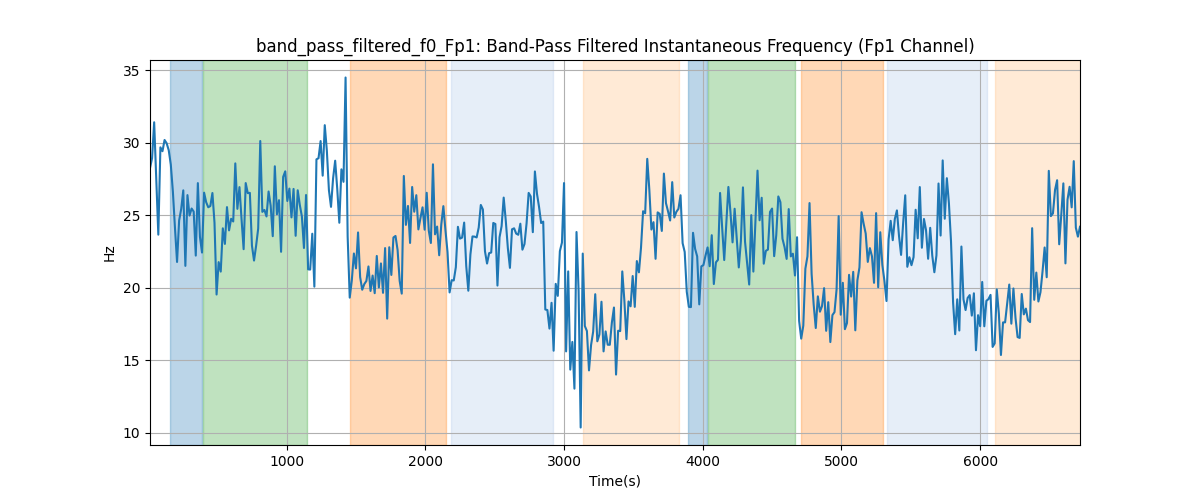 band_pass_filtered_f0_Fp1: Band-Pass Filtered Instantaneous Frequency (Fp1 Channel)
35
30
25
20
15
10
Hz
1000 2000 3000 4000 5000 6000
Time(s)